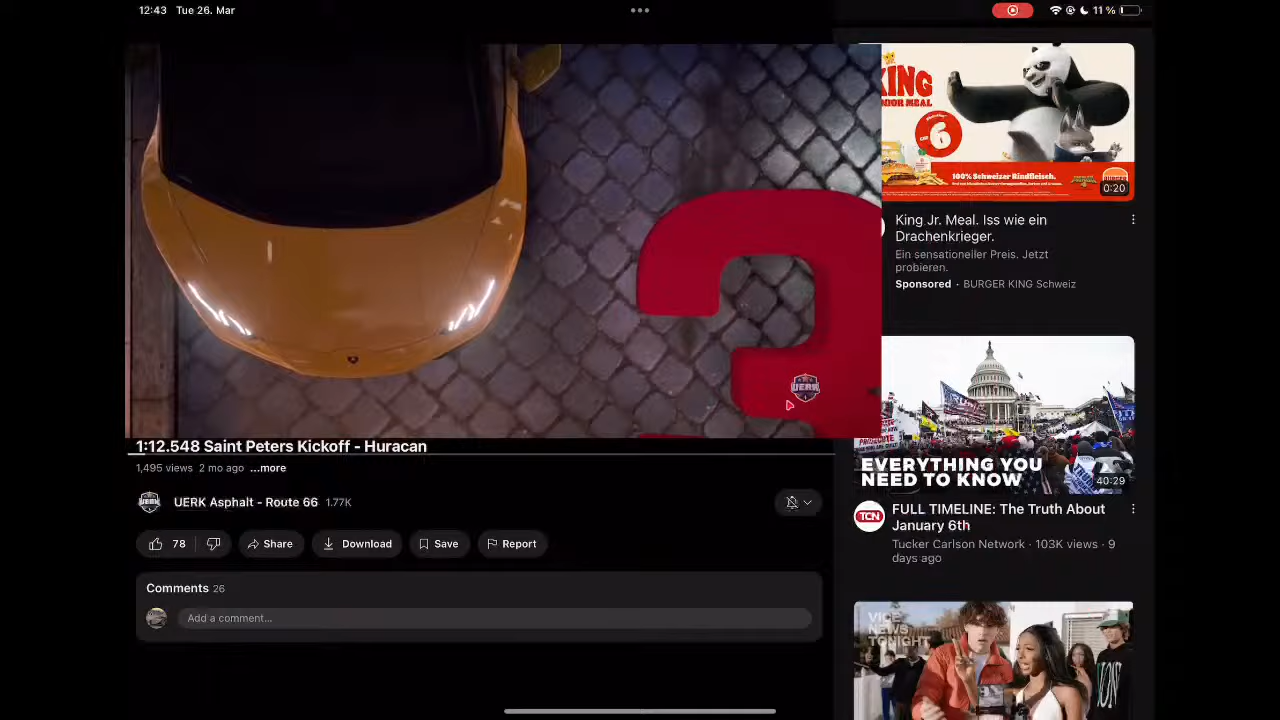 12:43 Tue 26. Mar
11 %
KING
6
100% Schweizer Rindfleisch.
0:20
King Jr. Meal. Iss wie ein
Drachenkrieger.
Ein sensationeller Preis. Jetzt
probieren.
Sponsored · BURGER KING Schweiz
UERK
1:12.548 Saint Peters Kickoff - Huracan
1,495 views 2 mo ago ...more
UERK Asphalt - Route 66 1.77K
78
Share
Download
Save
Report
Comments 26
Add a comment...
TRUMP
EVERYTHING YOU
NEED TO KNOW
40:29
TCN
FULL TIMELINE: The Truth About
January 6th
Tucker Carlson Network · 103K views · 9
days ago
VICE
NEWS
TONIGHT